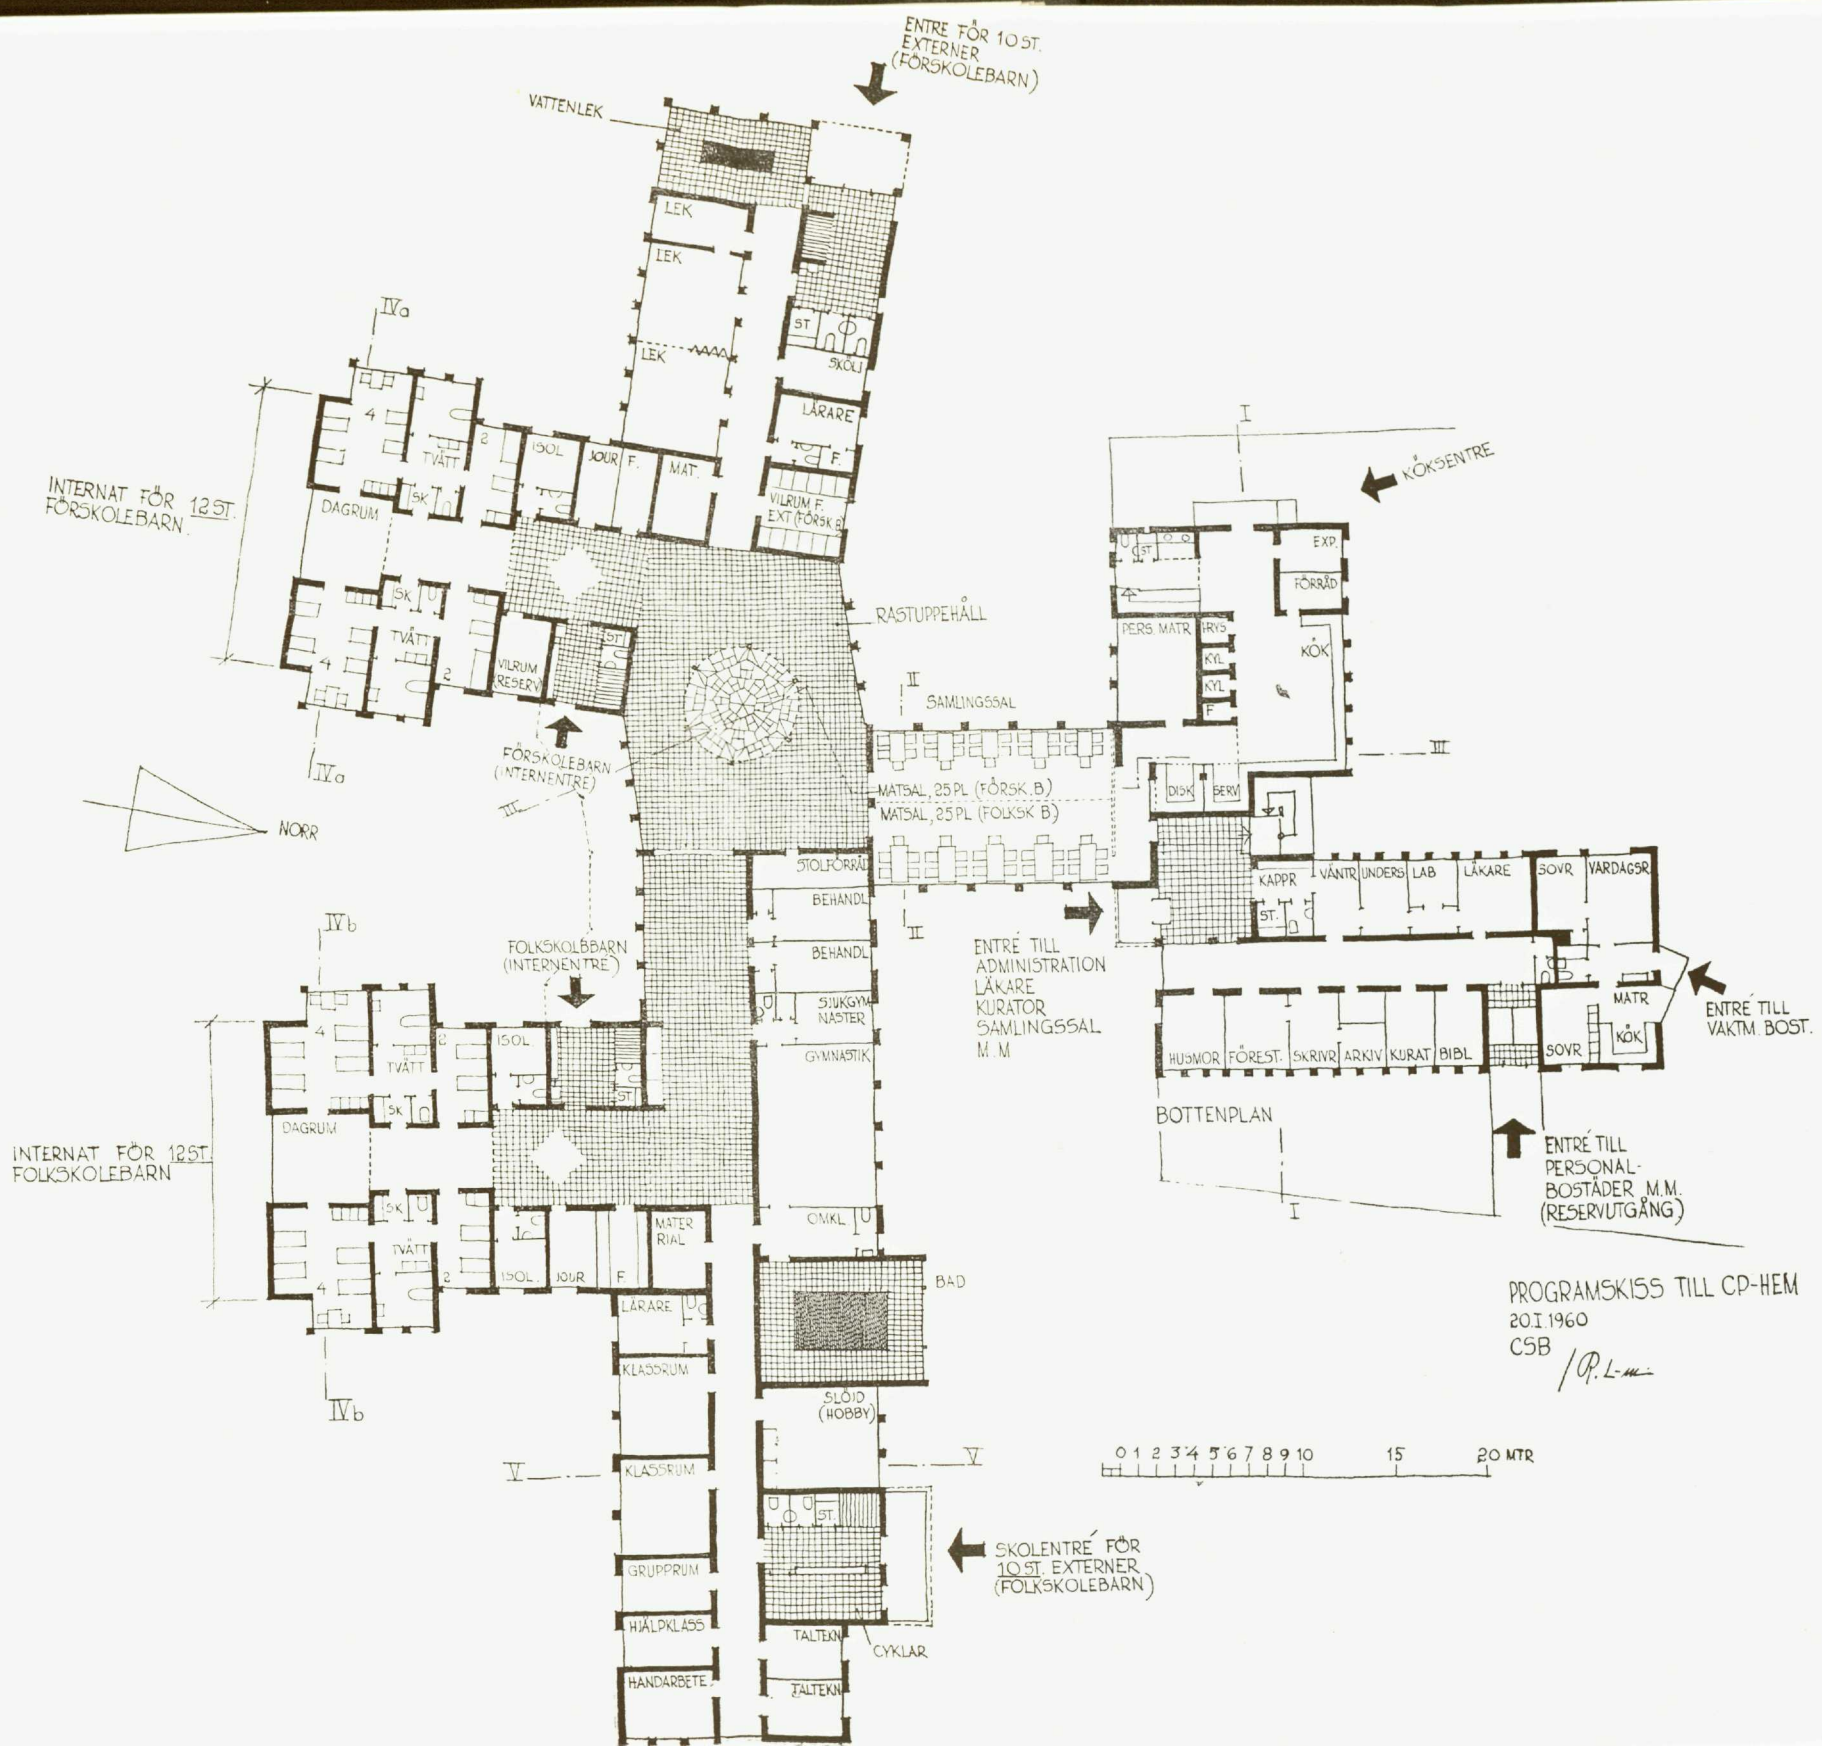 ENTRE FÖR 10 ST.
EXTERNER
(FÖRSKOLEBARN)
VATTENLEK
LEK
LEK
LEK
ST
SKÖLJ
LÄRARE
F.
VILRUM F.
EXT (FÖRSK.B)
IVa
4
TVÄTT
2
SK
ISOL
JOUR
F.
MAT.
INTERNAT FÖR 12 ST.
FÖRSKOLEBARN
DAGRUM
SK
TVÄTT
4
2
VILRUM
(RESERV)
ST.
IVa
FÖRSKOLEBARN
(INTERNENTRE)
III
RASTUPPEHÅLL
I
KÖKSENTRE
ST
EXP.
FÖRRÅD
PERS. MATR
FRYS
KYL
KYL
F
KÖK
II
SAMLINGSSAL
III
MATSAL, 25 PL (FÖRSK. B)
MATSAL, 25 PL (FOLKSK B)
DISK
SERV
NORR
STOLFÖRRÅD
BEHANDL
BEHANDL
SJUKGYM
NASTER
GYMNASTIK
II
ENTRÉ TILL
ADMINISTRATION
LÄKARE
KURATOR
SAMLINGSSAL
M.M
KAPPR
ST.
VÄNTR
UNDERS
LAB
LÄKARE
SOVR
VARDAGSR
MATR
KÖK
SOVR
HUSMOR
FÖREST.
SKRIVR
ARKIV
KURAT
BIBL
ENTRÉ TILL
VAKTM. BOST.
BOTTENPLAN
I
ENTRÉ TILL
PERSONAL-
BOSTÄDER M.M.
(RESERVUTGÅNG)
IVb
FOLKSKOLEBARN
(INTERNENTRE)
4
TVÄTT
2
SK
ISOL.
ST.
INTERNAT FÖR 12 ST.
FOLKSKOLEBARN
DAGRUM
SK
TVÄTT
4
2
ISOL.
JOUR
F.
MATER
RIAL
IVb
OMKL.
BAD
LÄRARE
KLASSRUM
SLÖJD
(HOBBY)
V
V
KLASSRUM
ST.
GRUPPRUM
HJÄLPKLASS
HANDARBETE
TALTEKN
TALTEKN
CYKLAR
SKOLENTRÉ FÖR
10 ST. EXTERNER
(FOLKSKOLEBARN)
PROGRAMSKISS TILL CP-HEM
20.I.1960
CSB
0 1 2 3 4 5 6 7 8 9 10 15 20 MTR